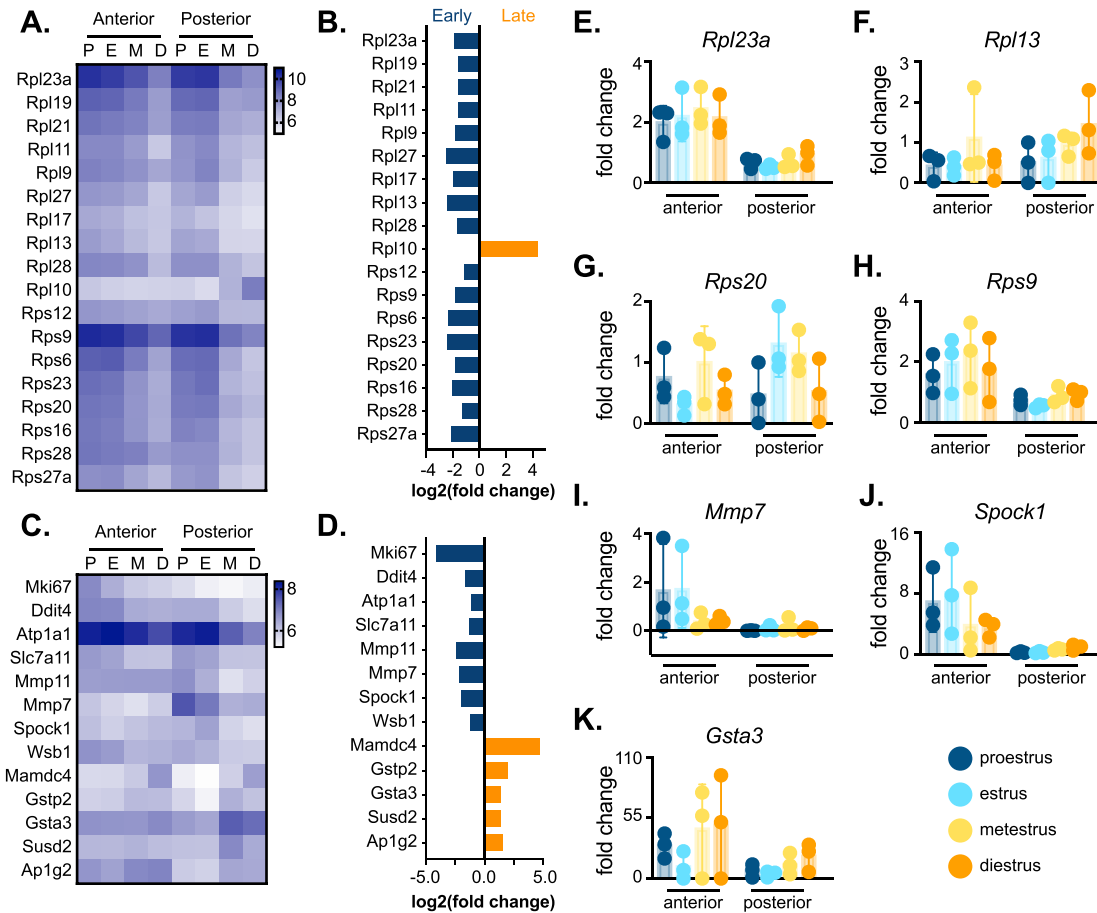 A.
Anterior Posterior
P E M D P E M D
Rpl23a
Rpl19
Rpl21
Rpl11
Rpl9
Rpl27
Rpl17
Rpl13
Rpl28
Rpl10
Rps12
Rps9
Rps6
Rps23
Rps20
Rps16
Rps28
Rps27a
10
8
6
B.
Early Late
Rpl23a
Rpl19
Rpl21
Rpl11
Rpl9
Rpl27
Rpl17
Rpl13
Rpl28
Rpl10
Rps12
Rps9
Rps6
Rps23
Rps20
Rps16
Rps28
Rps27a
-4 -2 0 2 4
log2(fold change)
C.
Anterior Posterior
P E M D P E M D
Mki67
Ddit4
Atp1a1
Slc7a11
Mmp11
Mmp7
Spock1
Wsb1
Mamdc4
Gstp2
Gsta3
Susd2
Ap1g2
8
6
D.
Mki67
Ddit4
Atp1a1
Slc7a11
Mmp11
Mmp7
Spock1
Wsb1
Mamdc4
Gstp2
Gsta3
Susd2
Ap1g2
-5.0 0.0 5.0
log2(fold change)
E.
Rpl23a
fold change
4
2
0
anterior posterior
F.
Rpl13
fold change
3
2
1
0
anterior posterior
G.
Rps20
fold change
2
1
0
anterior posterior
H.
Rps9
fold change
4
2
0
anterior posterior
I.
Mmp7
fold change
4
2
0
anterior posterior
J.
Spock1
fold change
16
8
0
anterior posterior
K.
Gsta3
fold change
110
55
0
anterior posterior
proestrus
estrus
metestrus
diestrus